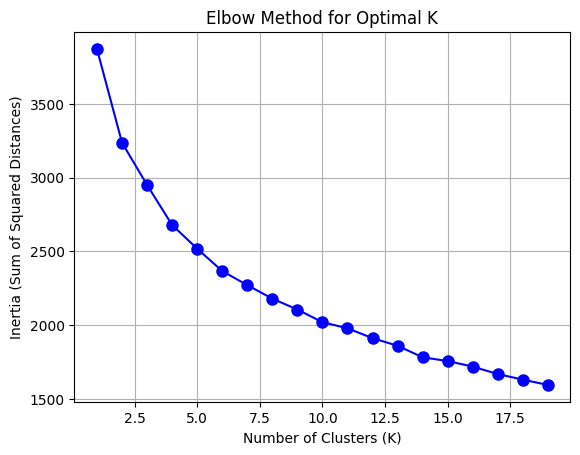 Elbow Method for Optimal K
Inertia (Sum of Squared Distances)
3500
3000
2500
2000
1500
2.5 5.0 7.5 10.0 12.5 15.0 17.5
Number of Clusters (K)